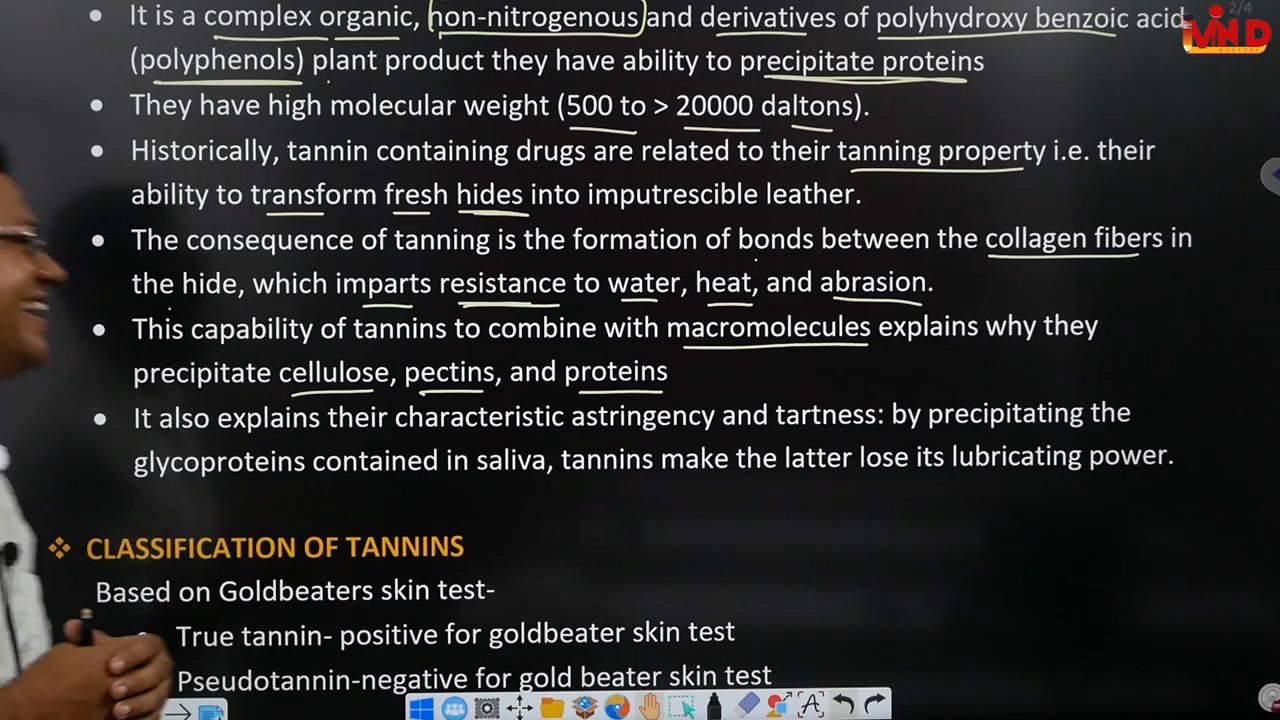 2/4
MIND
NURTURE
• It is a complex organic, non-nitrogenous and derivatives of polyhydroxy benzoic acid
(polyphenols) plant product they have ability to precipitate proteins
• They have high molecular weight (500 to > 20000 daltons).
• Historically, tannin containing drugs are related to their tanning property i.e. their
ability to transform fresh hides into imputrescible leather.
• The consequence of tanning is the formation of bonds between the collagen fibers in
the hide, which imparts resistance to water, heat, and abrasion.
• This capability of tannins to combine with macromolecules explains why they
precipitate cellulose, pectins, and proteins
• It also explains their characteristic astringency and tartness: by precipitating the
glycoproteins contained in saliva, tannins make the latter lose its lubricating power.
❖ CLASSIFICATION OF TANNINS
Based on Goldbeaters skin test-
True tannin- positive for goldbeater skin test
Pseudotannin-negative for gold beater skin test